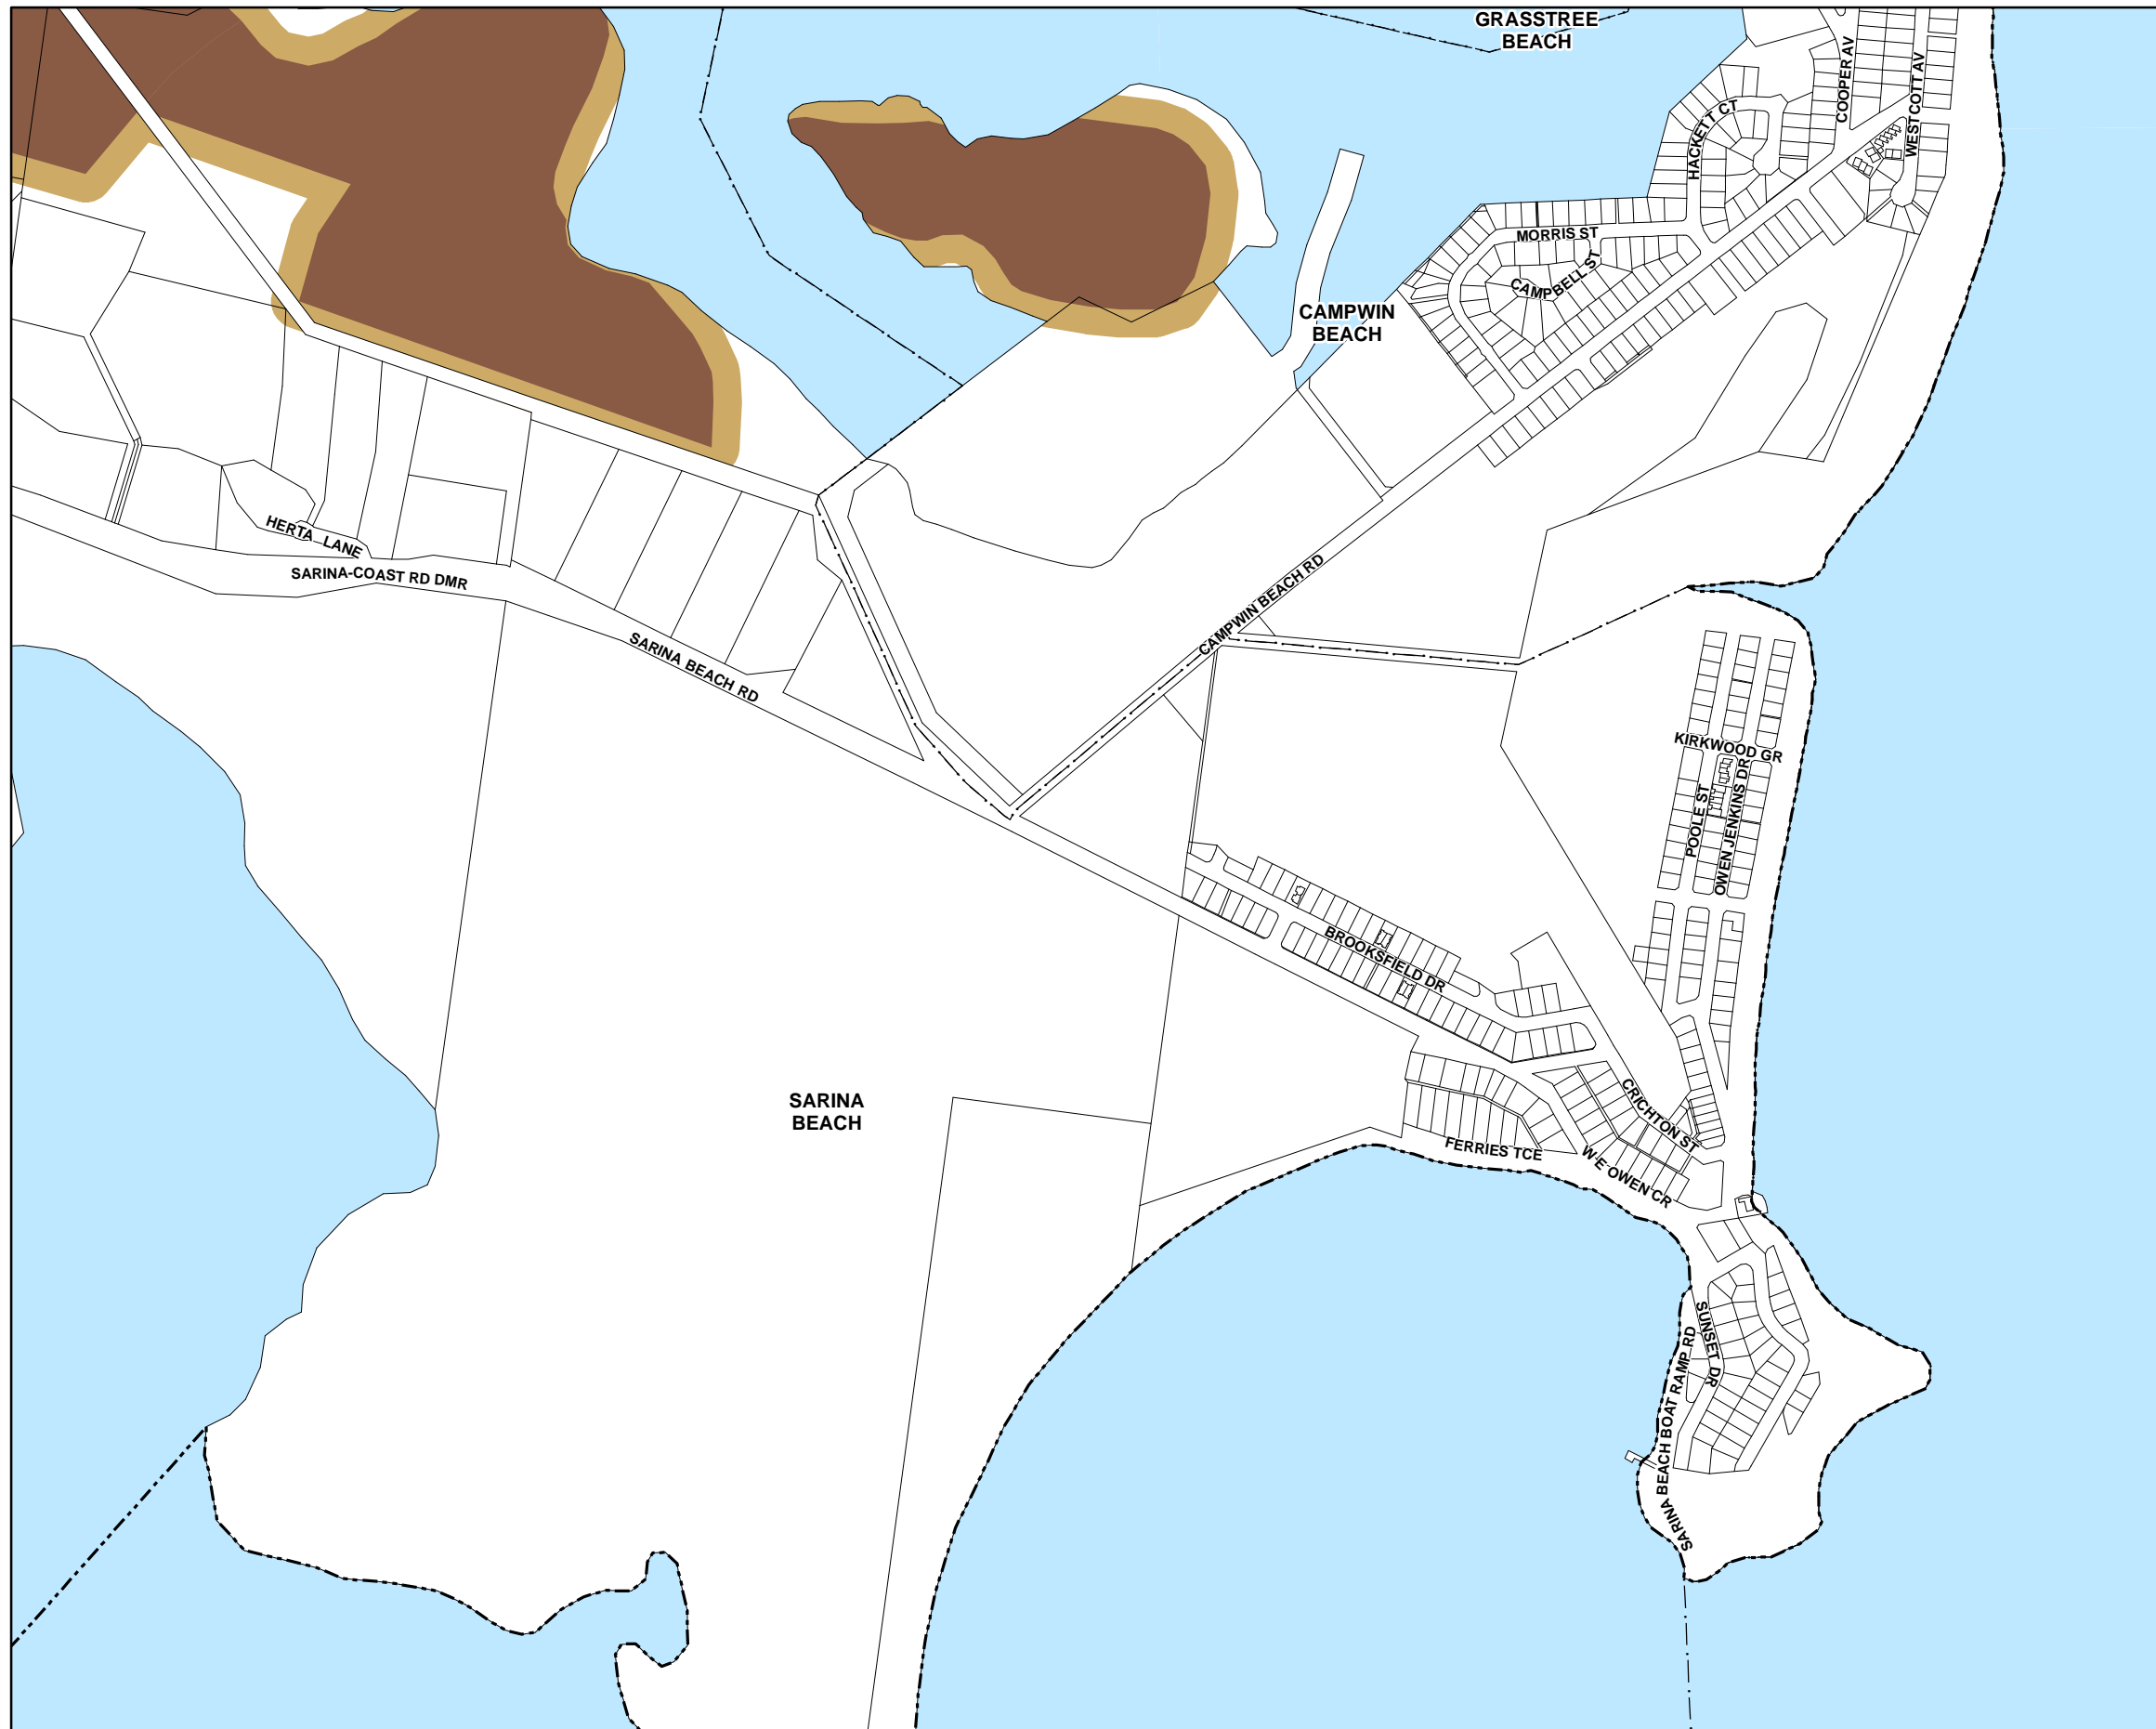 GRASSTREE
BEACH
COOPER AV
WESTCOTT AV
HACKETT CT
MORRIS ST
CAMPBELL ST
CAMPWIN
BEACH
HERTA LANE
SARINA-COAST RD DMR
CAMPWIN BEACH RD
SARINA BEACH RD
KIRKWOOD GR
POOLE ST
OWEN JENKINS DR
BROOKSFIELD DR
SARINA
BEACH
CRICHTON ST
FERRIES TCE
W E OWEN CR
SUNSET DR
SARINA BEACH BOAT RAMP RD